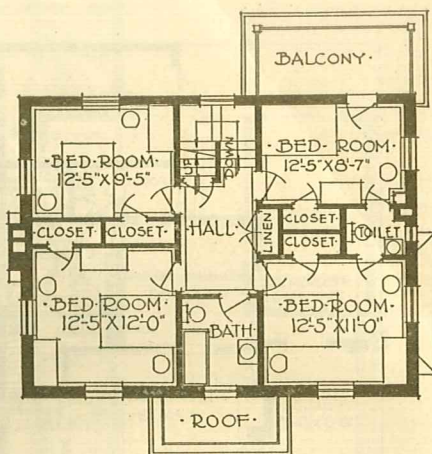 BALCONY·
·BED·ROOM·
12'-5"X9'-5"
UP
DOWN
·BED·ROOM·
12'-5"X8'-7"
·CLOSET·
·CLOSET·
HALL
LINEN
CLOSET·
CLOSET·
TOILET
·BED·ROOM·
12'-5"X12'-0"
BATH
·BED·ROOM·
12'-5"X11'-0"
·ROOF·